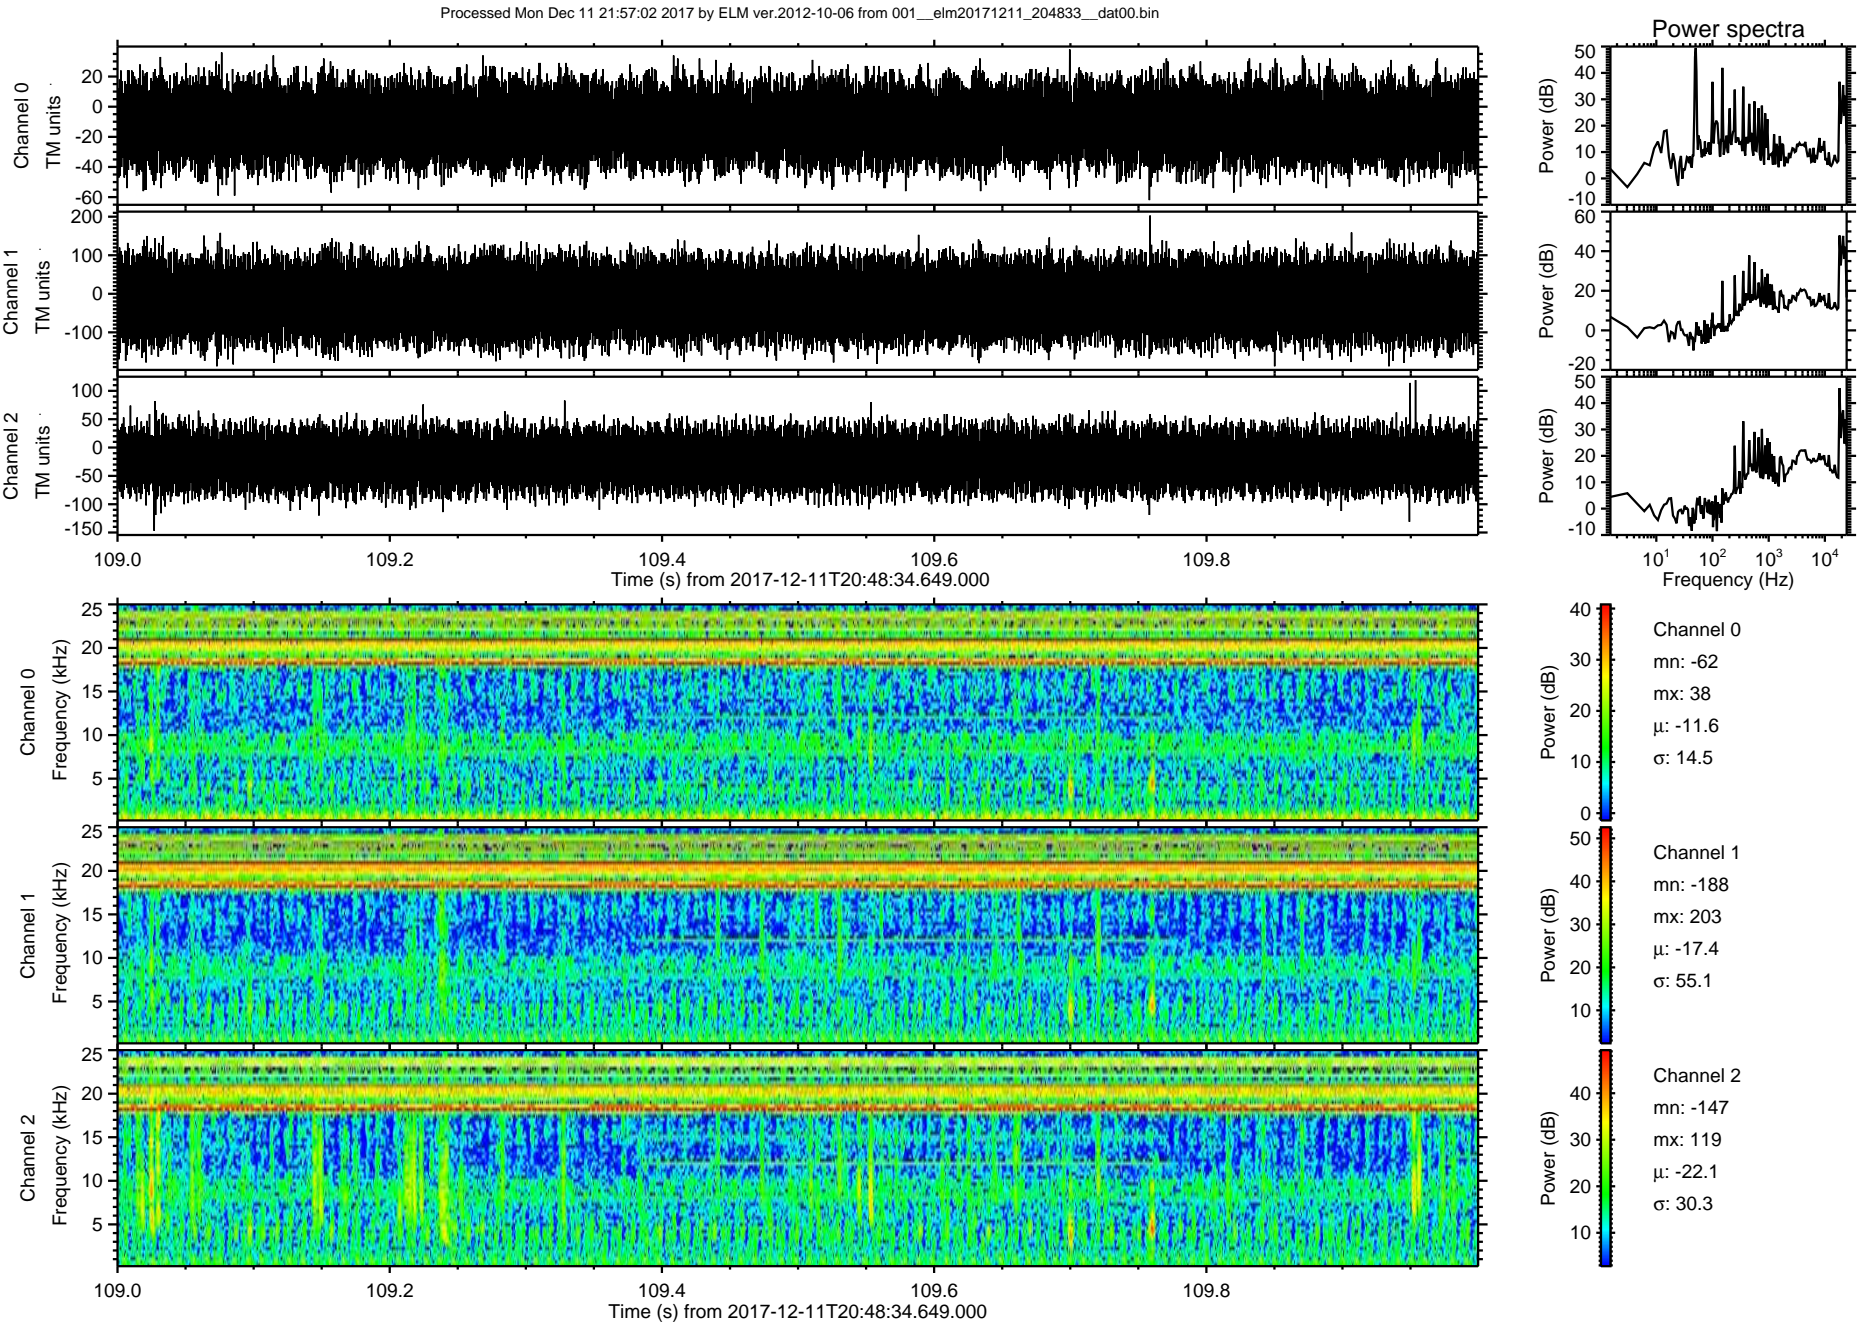 Processed Mon Dec 11 21:57:02 2017 by ELM ver.2012-10-06 from 001__elm20171211_204833__dat00.bin
Power spectra
Channel 0
TM units
20
0
-20
-40
-60
Power (dB)
50
40
30
20
10
0
-10
Channel 1
TM units
200
100
0
-100
Power (dB)
60
40
20
0
-20
Channel 2
TM units
100
50
0
-50
-100
-150
Power (dB)
50
40
30
20
10
0
-10
109.0 109.2 109.4 109.6 109.8
Time (s) from 2017-12-11T20:48:34.649.000
10¹ 10² 10³ 10⁴
Frequency (Hz)
Channel 0
Frequency (kHz)
25
20
15
10
5
Power (dB)
40
30
20
10
0
Channel 0
mn: -62
mx: 38
μ: -11.6
σ: 14.5
Channel 1
Frequency (kHz)
25
20
15
10
5
Power (dB)
50
40
30
20
10
Channel 1
mn: -188
mx: 203
μ: -17.4
σ: 55.1
Channel 2
Frequency (kHz)
25
20
15
10
5
Power (dB)
40
30
20
10
Channel 2
mn: -147
mx: 119
μ: -22.1
σ: 30.3
109.0 109.2 109.4 109.6 109.8
Time (s) from 2017-12-11T20:48:34.649.000